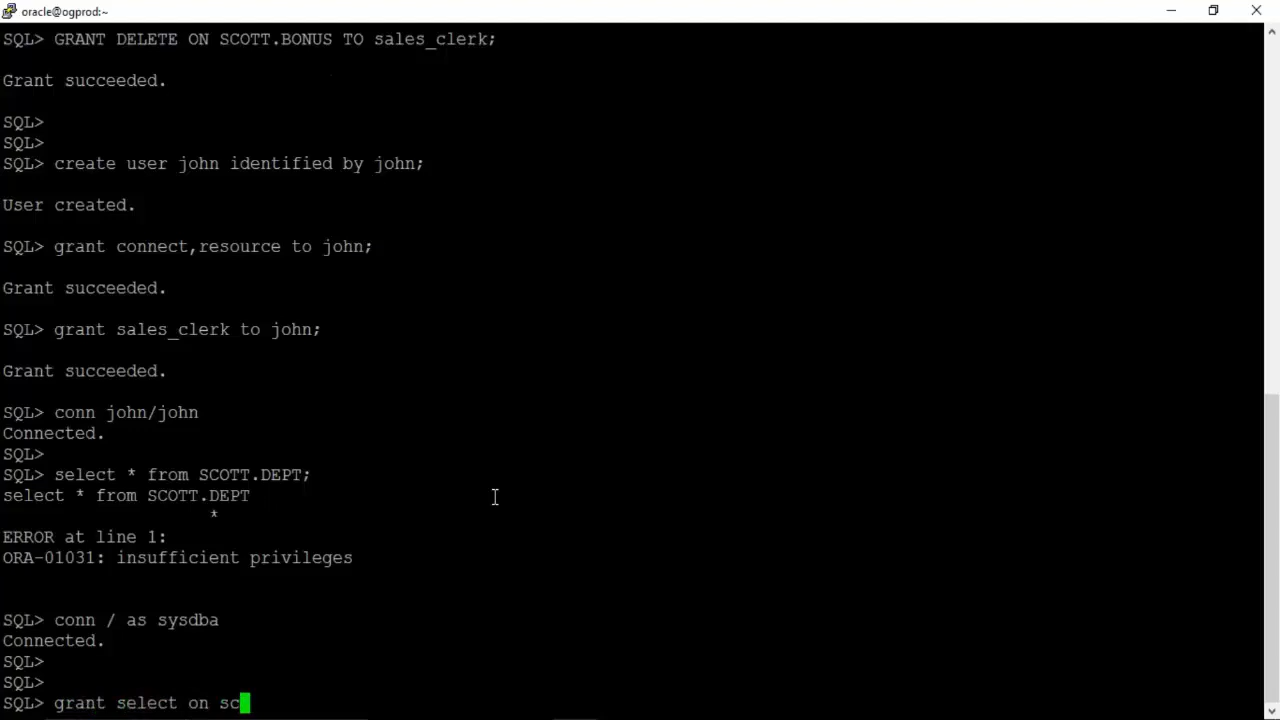 oracle@ogprod:~
SQL> GRANT DELETE ON SCOTT.BONUS TO sales_clerk;
Grant succeeded.
SQL>
SQL>
SQL> create user john identified by john;
User created.
SQL> grant connect,resource to john;
Grant succeeded.
SQL> grant sales_clerk to john;
Grant succeeded.
SQL> conn john/john
Connected.
SQL>
SQL> select * from SCOTT.DEPT;
select * from SCOTT.DEPT
*
ERROR at line 1:
ORA-01031: insufficient privileges
SQL> conn / as sysdba
Connected.
SQL>
SQL>
SQL> grant select on sc